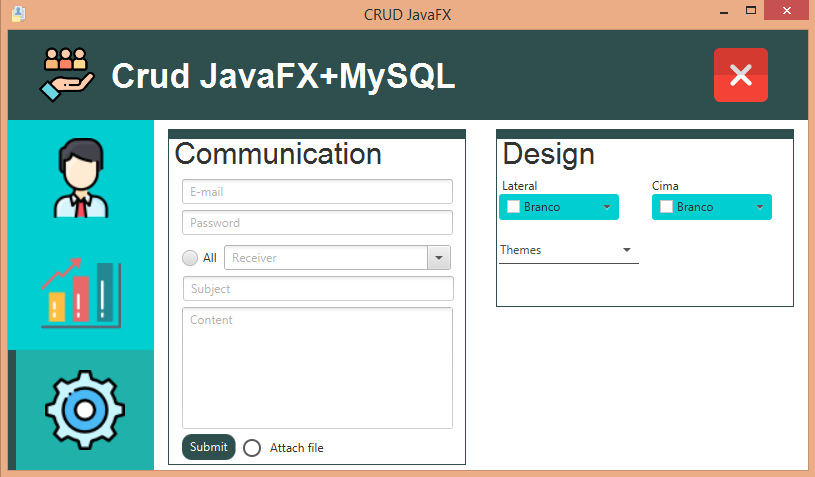 CRUD JavaFX
Crud JavaFX+MySQL
Communication
E-mail
Password
All
Receiver
Subject
Content
Submit
Attach file
Design
Lateral
Cima
Branco
Branco
Themes